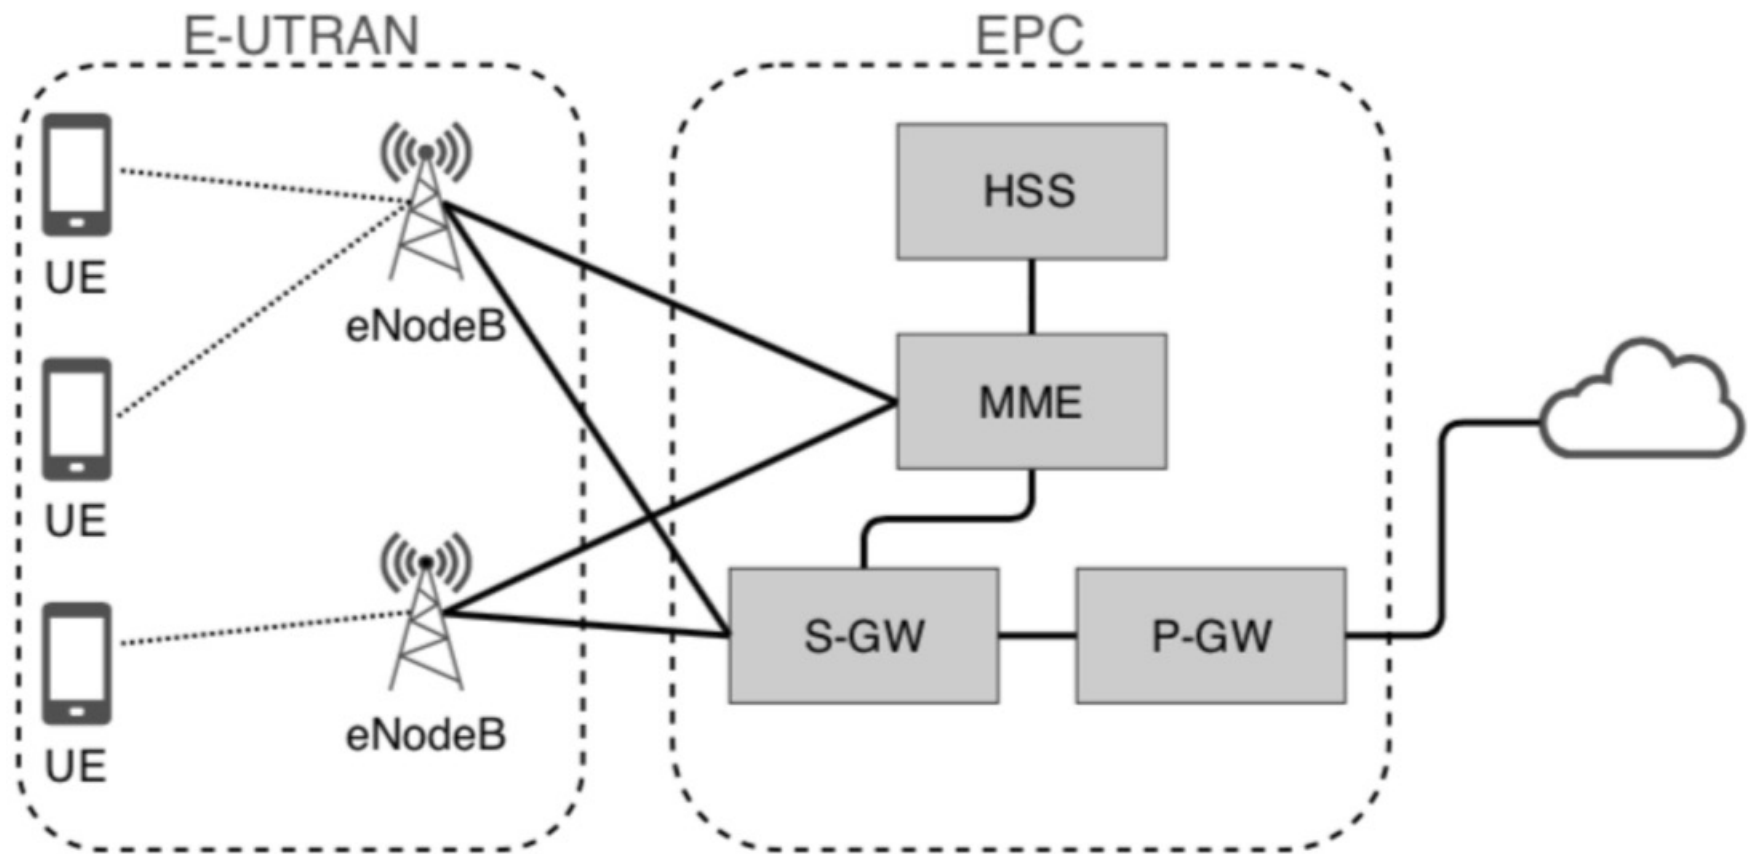 E-UTRAN
EPC
UE
eNodeB
UE
eNodeB
UE
HSS
MME
S-GW
P-GW